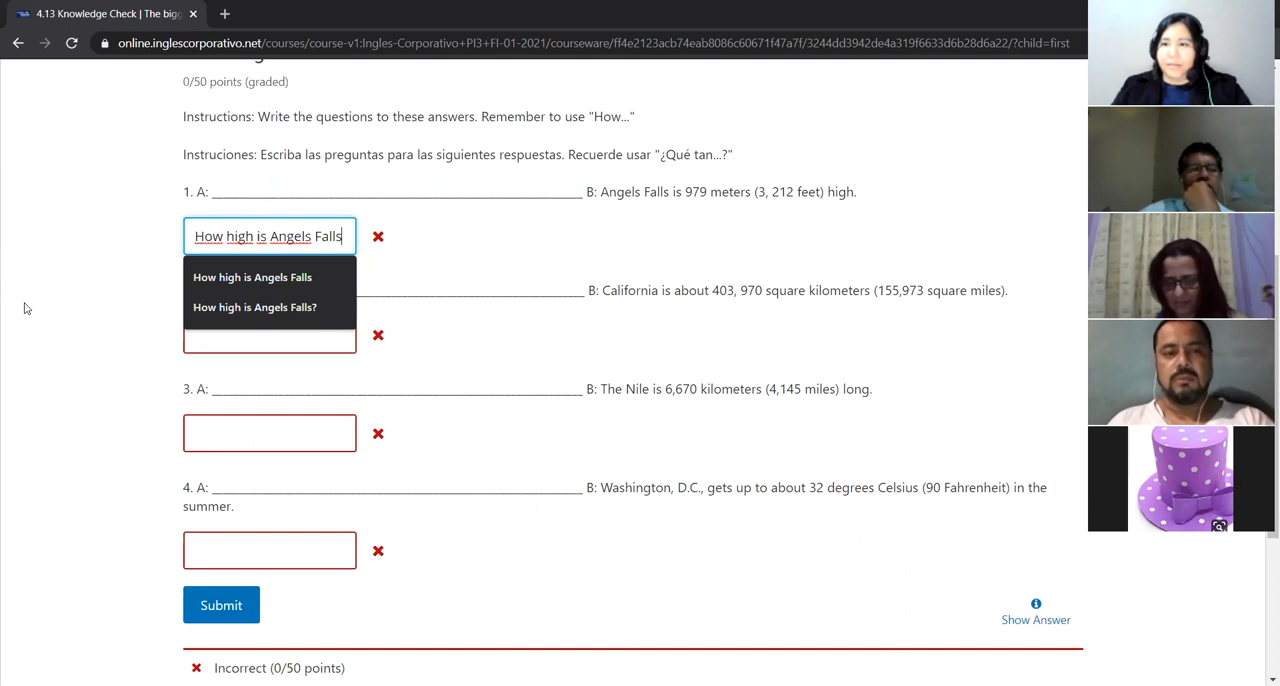 4.13 Knowledge Check | The bigg
online.inglescorporativo.net/courses/course-v1:Ingles-Corporativo+PI3+FI-01-2021/courseware/ff4e2123acb74eab8086c60671f47a7f/3244dd3942de4a319f6633d6b28d6a22/?child=first
0/50 points (graded)
Instructions: Write the questions to these answers. Remember to use "How..."
Instruciones: Escriba las preguntas para las siguientes respuestas. Recuerde usar "¿Qué tan...?"
1. A: ______________________________ B: Angels Falls is 979 meters (3, 212 feet) high.
How high is Angels Falls
How high is Angels Falls
How high is Angels Falls?
B: California is about 403, 970 square kilometers (155,973 square miles).
3. A: ______________________________ B: The Nile is 6,670 kilometers (4,145 miles) long.
4. A: ______________________________ B: Washington, D.C., gets up to about 32 degrees Celsius (90 Fahrenheit) in the
summer.
Submit
Show Answer
Incorrect (0/50 points)